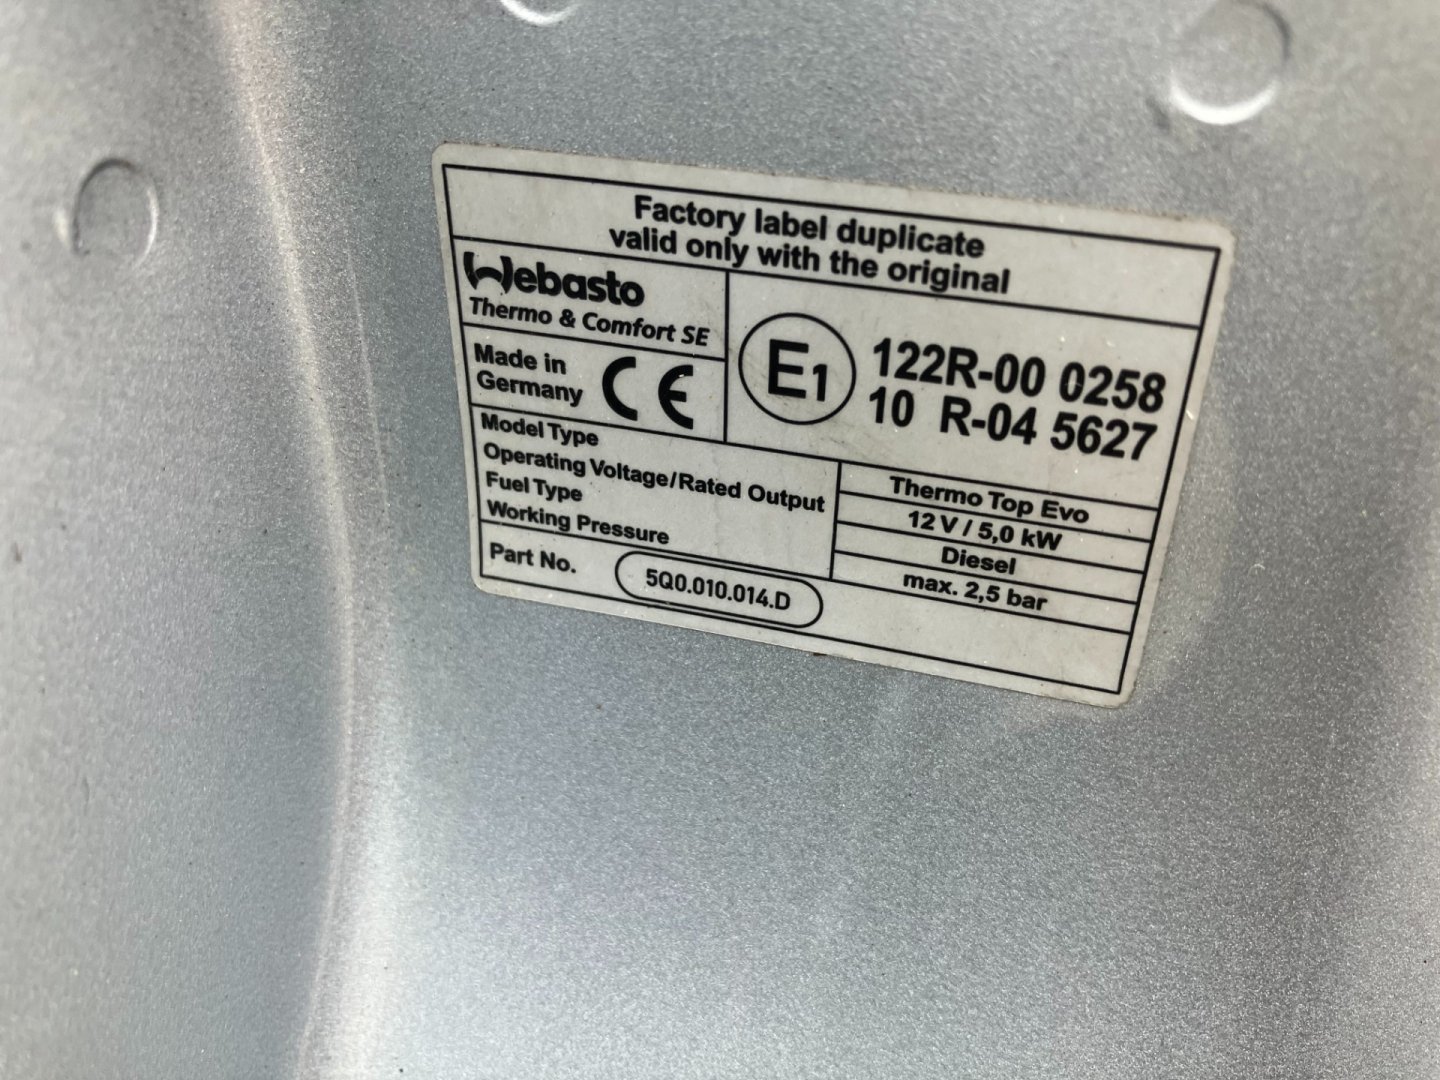 Factory label duplicate
valid only with the original
Webasto
Thermo & Comfort SE
Made in
Germany
CE
E1
122R-00 0258
10 R-04 5627
Model Type
Thermo Top Evo
Operating Voltage/Rated Output
12 V / 5,0 kW
Fuel Type
Diesel
Working Pressure
max. 2,5 bar
Part No.
5Q0.010.014.D